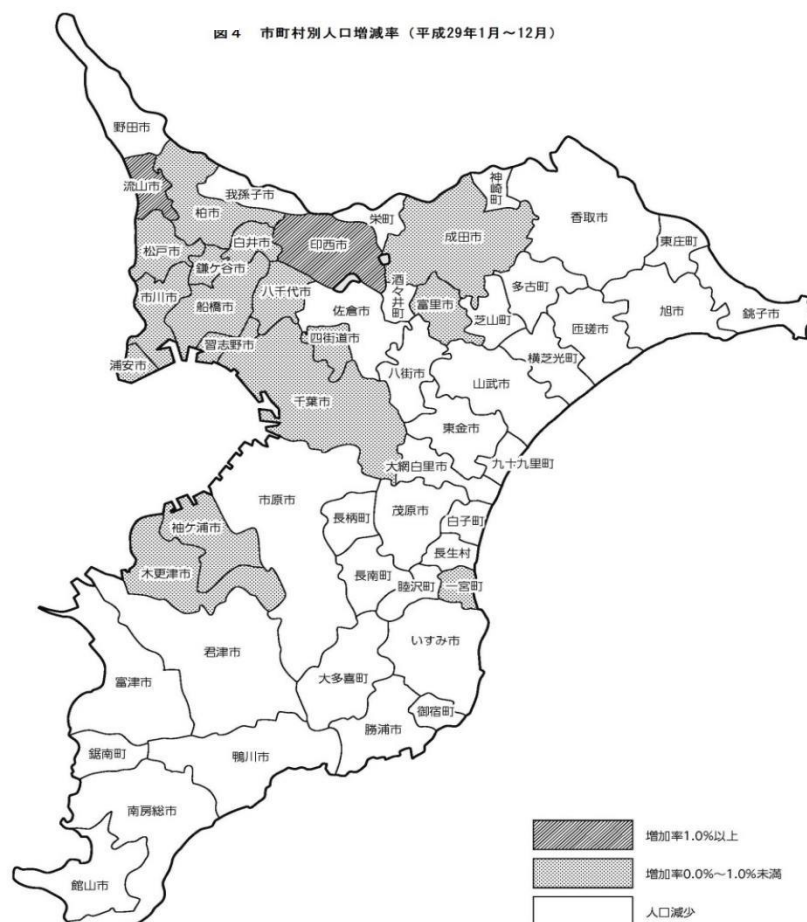 図4 市町村別人口増減率（平成29年1月～12月）
野田市
流山市
柏市
我孫子市
松戸市
鎌ケ谷市
白井市
印西市
栄町
成田市
神崎町
香取市
東庄町
市川市
船橋市
八千代市
佐倉市
酒々井町
富里市
芝山町
多古町
匝瑳市
旭市
銚子市
浦安市
習志野市
四街道市
八街市
横芝光町
山武市
千葉市
東金市
大網白里市
九十九里町
市原市
長柄町
茂原市
白子町
袖ケ浦市
長生村
木更津市
長南町
睦沢町
一宮町
君津市
いすみ市
富津市
大多喜町
御宿町
勝浦市
鋸南町
鴨川市
南房総市
館山市
増加率1.0%以上
増加率0.0%～1.0%未満
人口減少